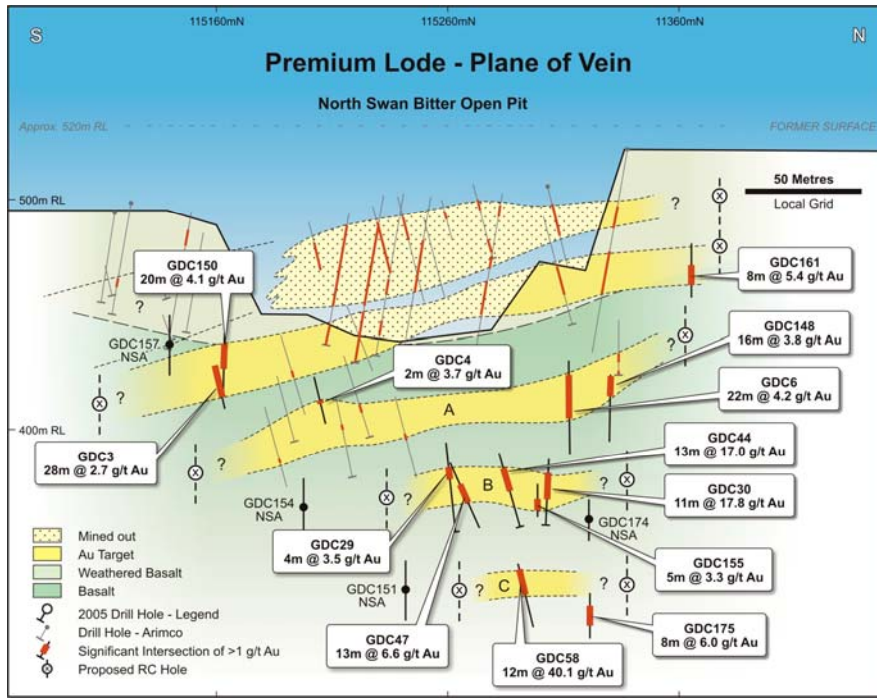 115160mN
115260mN
11360mN
S
N
Premium Lode - Plane of Vein
North Swan Bitter Open Pit
Approx. 520m RL
FORMER SURFACE
500m RL
50 Metres
Local Grid
?
X
X
GDC150
20m @ 4.1 g/t Au
GDC161
8m @ 5.4 g/t Au
?
GDC157
NSA
GDC4
2m @ 3.7 g/t Au
GDC148
16m @ 3.8 g/t Au
X
?
GDC6
22m @ 4.2 g/t Au
X
?
A
400m RL
GDC3
28m @ 2.7 g/t Au
GDC44
13m @ 17.0 g/t Au
X
?
X
?
B
?
X
GDC30
11m @ 17.8 g/t Au
GDC154
NSA
GDC174
NSA
Mined out
Au Target
Weathered Basalt
Basalt
2005 Drill Hole - Legend
Drill Hole - Arimco
Significant Intersection of >1 g/t Au
Proposed RC Hole
GDC29
4m @ 3.5 g/t Au
GDC155
5m @ 3.3 g/t Au
GDC151
NSA
X
?
C
?
X
GDC47
13m @ 6.6 g/t Au
GDC58
12m @ 40.1 g/t Au
GDC175
8m @ 6.0 g/t Au